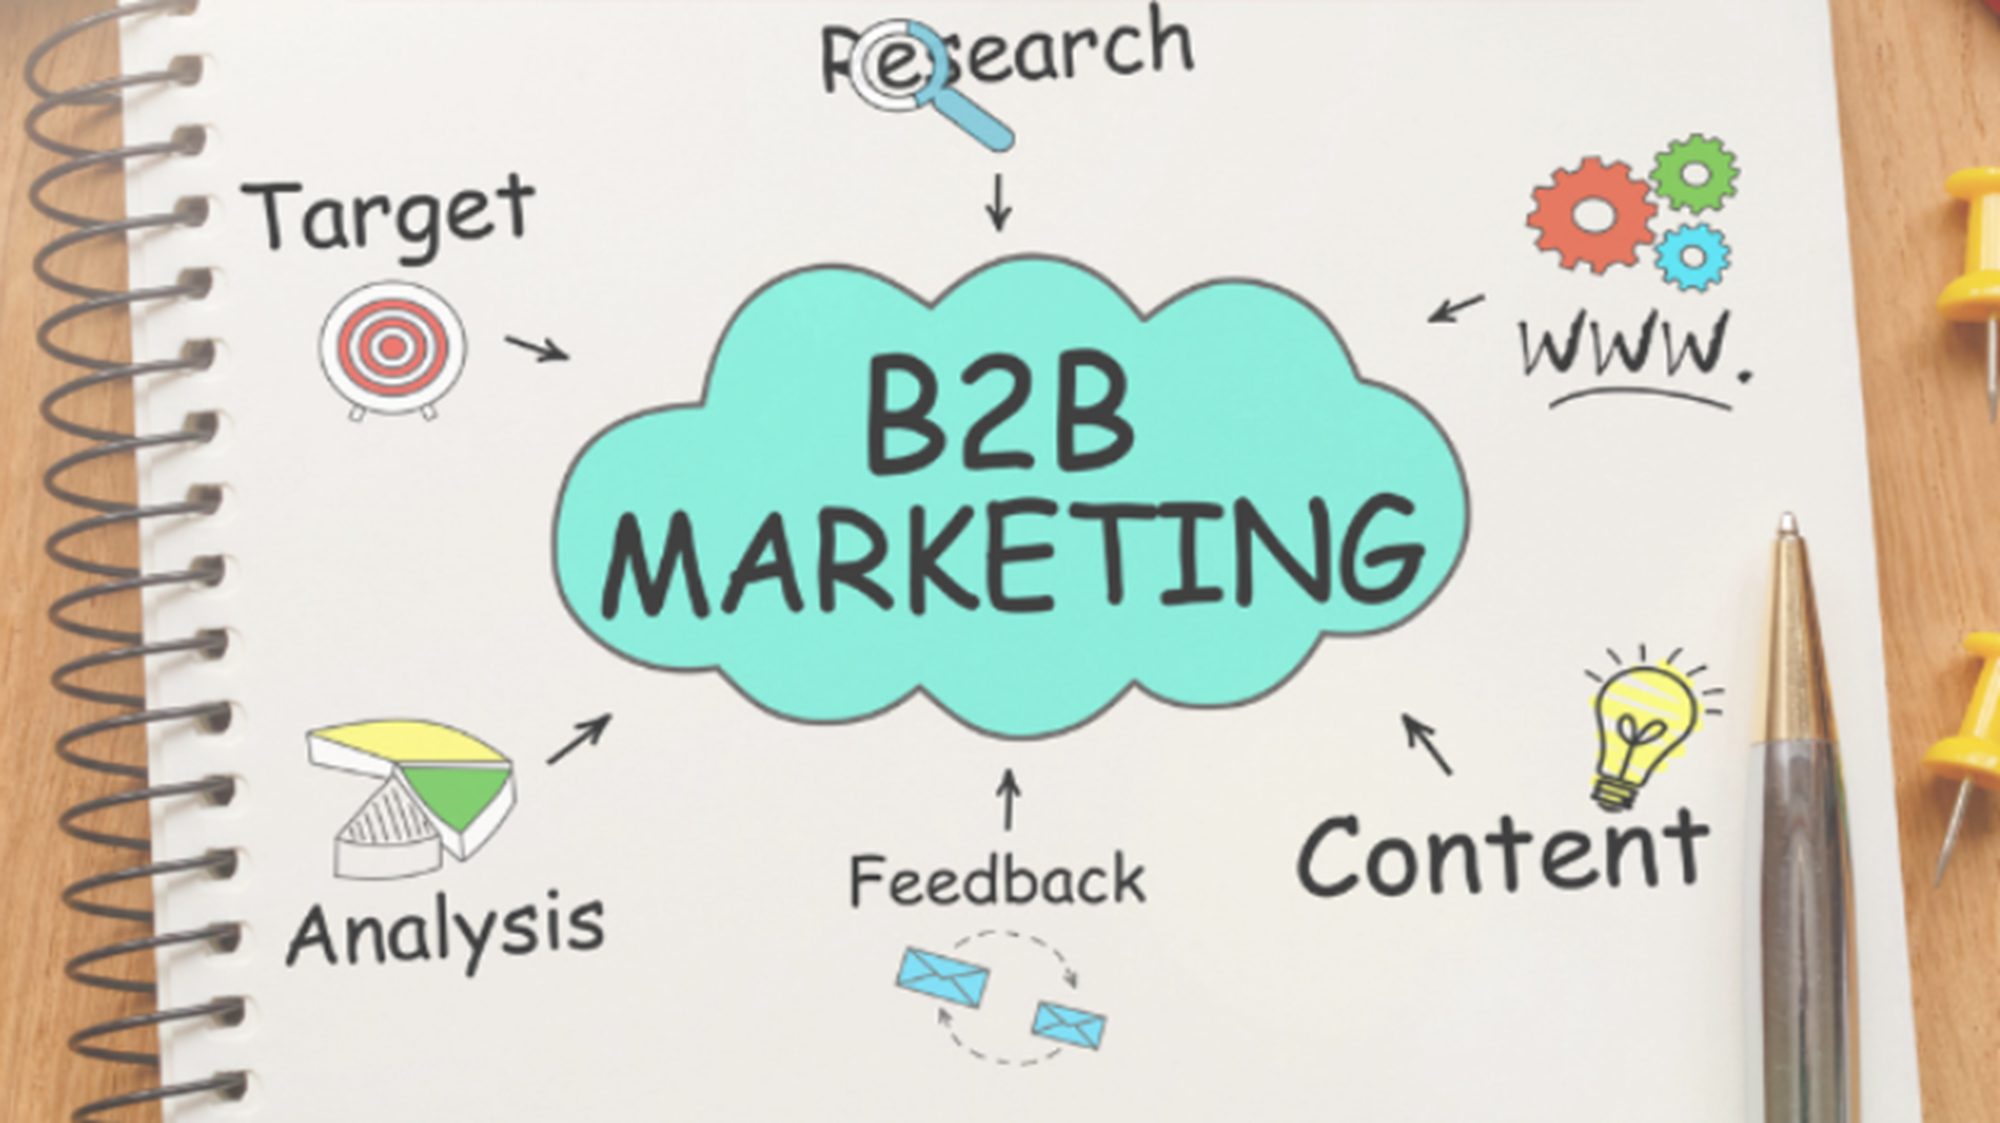 Research
Target
www.
B2B
MARKETING
Content
Feedback
Analysis